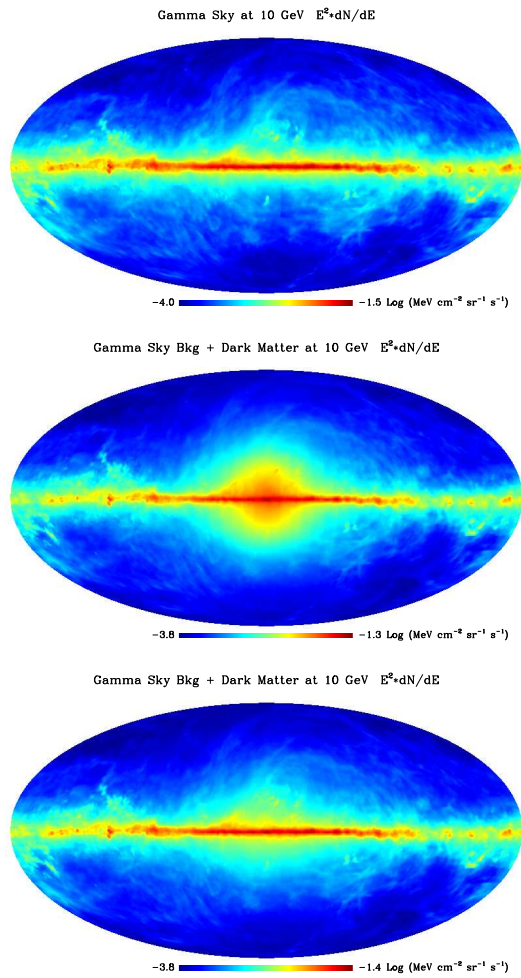 Gamma Sky at 10 GeV E²*dN/dE
−4.0 −1.5 Log (MeV cm⁻² sr⁻¹ s⁻¹)
Gamma Sky Bkg + Dark Matter at 10 GeV E²*dN/dE
−3.8 −1.3 Log (MeV cm⁻² sr⁻¹ s⁻¹)
Gamma Sky Bkg + Dark Matter at 10 GeV E²*dN/dE
−3.8 −1.4 Log (MeV cm⁻² sr⁻¹ s⁻¹)